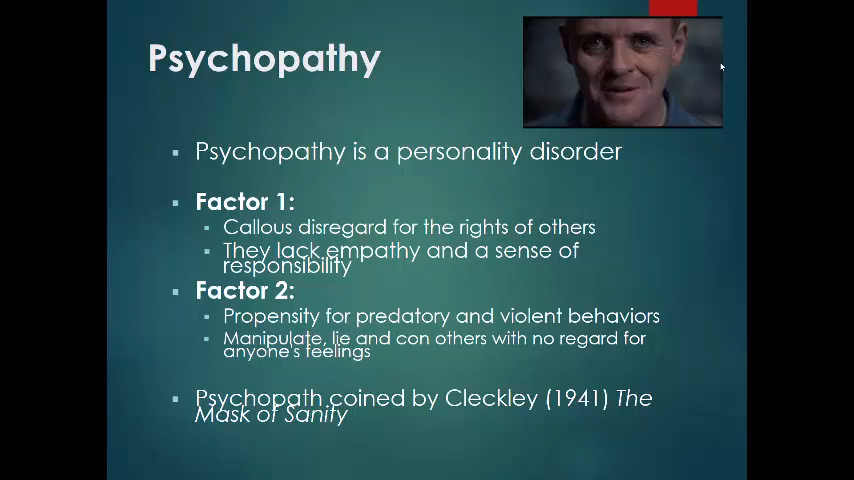 Psychopathy
Psychopathy is a personality disorder
Factor 1:
Callous disregard for the rights of others
They lack empathy and a sense of
responsibility
Factor 2:
Propensity for predatory and violent behaviors
Manipulate, lie and con others with no regard for
anyone's feelings
Psychopath coined by Cleckley (1941) The
Mask of Sanity